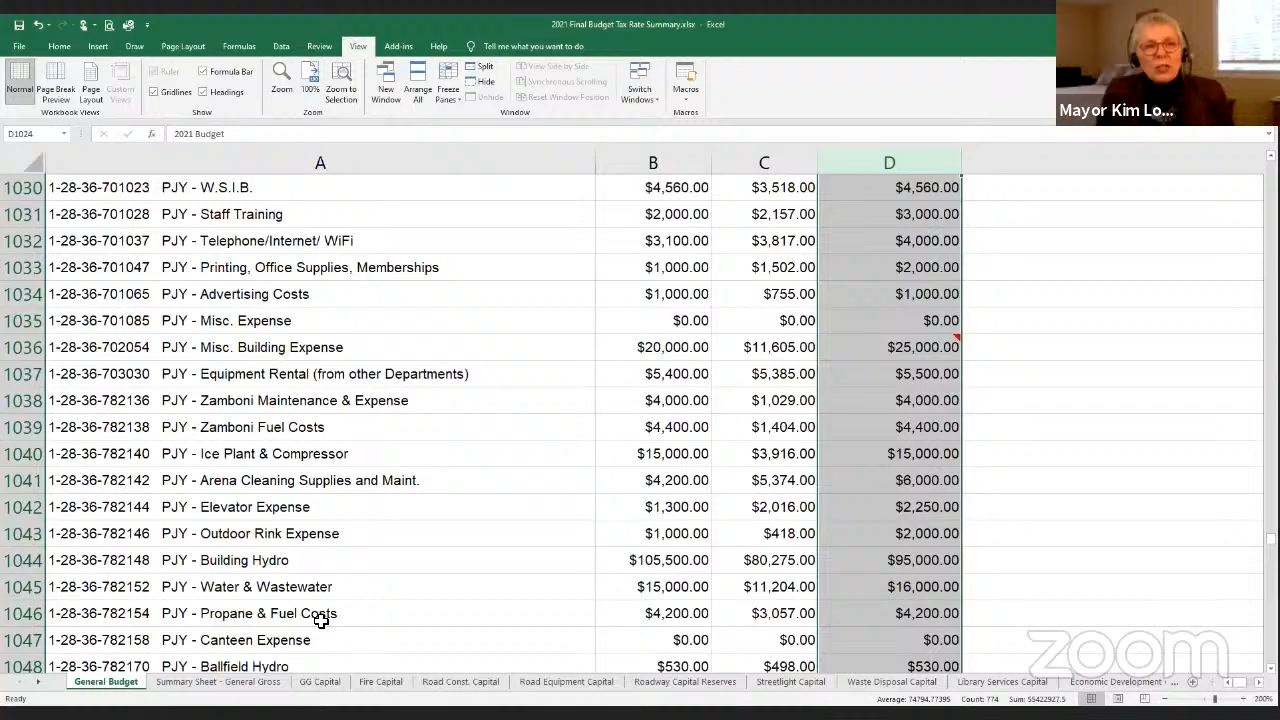 2021 Final Budget Tax Rate Summary.xlsx - Excel
File Home Insert Draw Page Layout Formulas Data Review View Add-ins Help Tell me what you want to do
Normal Page Break Preview Page Layout Custom Views
Workbook Views
Ruler Formula Bar
Gridlines Headings
Show
Zoom 100% Zoom to Selection
Zoom
New Window Arrange All Freeze Panes
Split
Hide
Unhide
View Side by Side
Synchronous Scrolling
Reset Window Position
Window
Switch Windows
Macros
Macros
Mayor Kim Lo...
D1024 fx 2021 Budget
A B C D
1030 1-28-36-701023 PJY - W.S.I.B. $4,560.00 $3,518.00 $4,560.00
1031 1-28-36-701028 PJY - Staff Training $2,000.00 $2,157.00 $3,000.00
1032 1-28-36-701037 PJY - Telephone/Internet/ WiFi $3,100.00 $3,817.00 $4,000.00
1033 1-28-36-701047 PJY - Printing, Office Supplies, Memberships $1,000.00 $1,502.00 $2,000.00
1034 1-28-36-701065 PJY - Advertising Costs $1,000.00 $755.00 $1,000.00
1035 1-28-36-701085 PJY - Misc. Expense $0.00 $0.00 $0.00
1036 1-28-36-702054 PJY - Misc. Building Expense $20,000.00 $11,605.00 $25,000.00
1037 1-28-36-703030 PJY - Equipment Rental (from other Departments) $5,400.00 $5,385.00 $5,500.00
1038 1-28-36-782136 PJY - Zamboni Maintenance & Expense $4,000.00 $1,029.00 $4,000.00
1039 1-28-36-782138 PJY - Zamboni Fuel Costs $4,400.00 $1,404.00 $4,400.00
1040 1-28-36-782140 PJY - Ice Plant & Compressor $15,000.00 $3,916.00 $15,000.00
1041 1-28-36-782142 PJY - Arena Cleaning Supplies and Maint. $4,200.00 $5,374.00 $6,000.00
1042 1-28-36-782144 PJY - Elevator Expense $1,300.00 $2,016.00 $2,250.00
1043 1-28-36-782146 PJY - Outdoor Rink Expense $1,000.00 $418.00 $2,000.00
1044 1-28-36-782148 PJY - Building Hydro $105,500.00 $80,275.00 $95,000.00
1045 1-28-36-782152 PJY - Water & Wastewater $15,000.00 $11,204.00 $16,000.00
1046 1-28-36-782154 PJY - Propane & Fuel Costs $4,200.00 $3,057.00 $4,200.00
1047 1-28-36-782158 PJY - Canteen Expense $0.00 $0.00 $0.00
1048 1-28-36-782170 PJY - Ballfield Hydro $530.00 $498.00 $530.00
zoom
General Budget Summary Sheet - General Gross GG Capital Fire Capital Road Const. Capital Road Equipment Capital Roadway Capital Reserves Streetlight Capital Waste Disposal Capital Library Services Capital Economic Development ...
Ready Average: 74794.77395 Count: 774 Sum: 55422927.5 200%